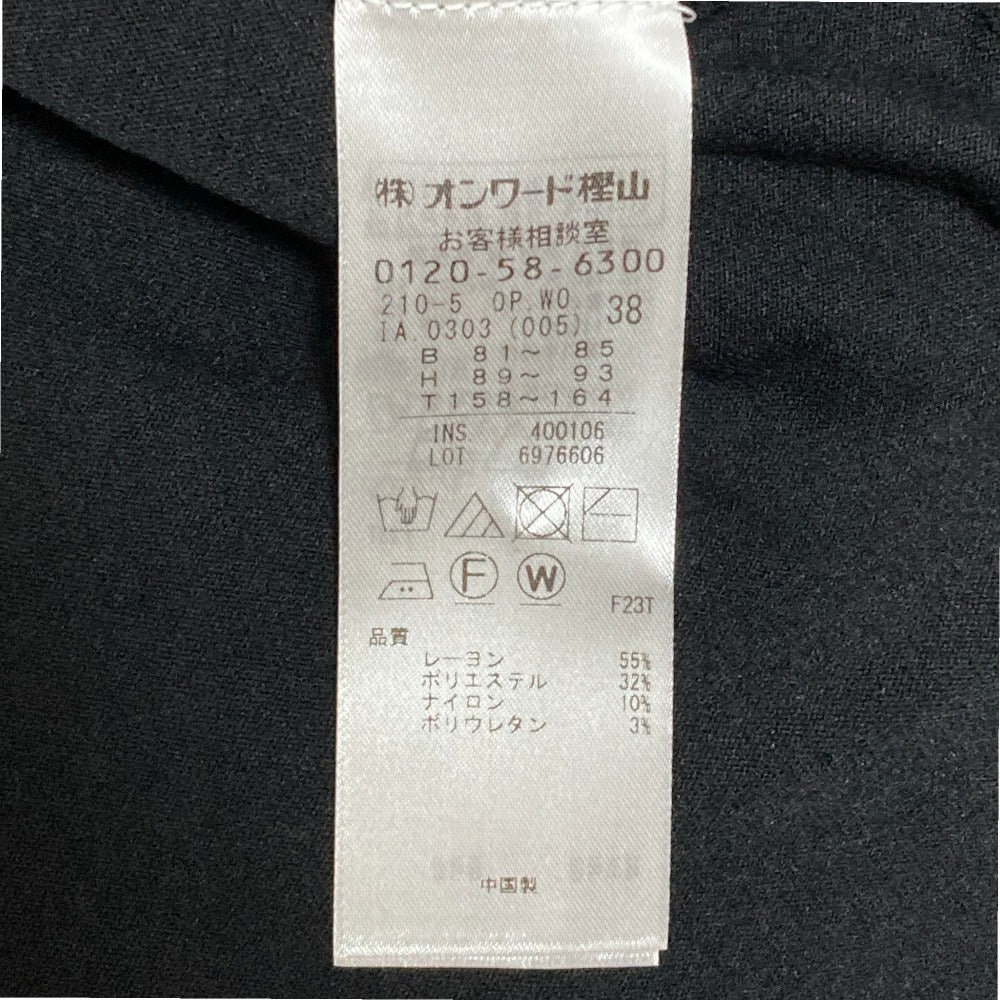 (株)オンワード樫山
お客様相談室
0120-58-6300
210-5 OP.WO. 38
IA.0303 (005)
B 81～ 85
H 89～ 93
T158～164
INS 400106
LOT 6976606
F W
F23T
品質
レーヨン 55%
ポリエステル 32%
ナイロン 10%
ポリウレタン 3%
中国製